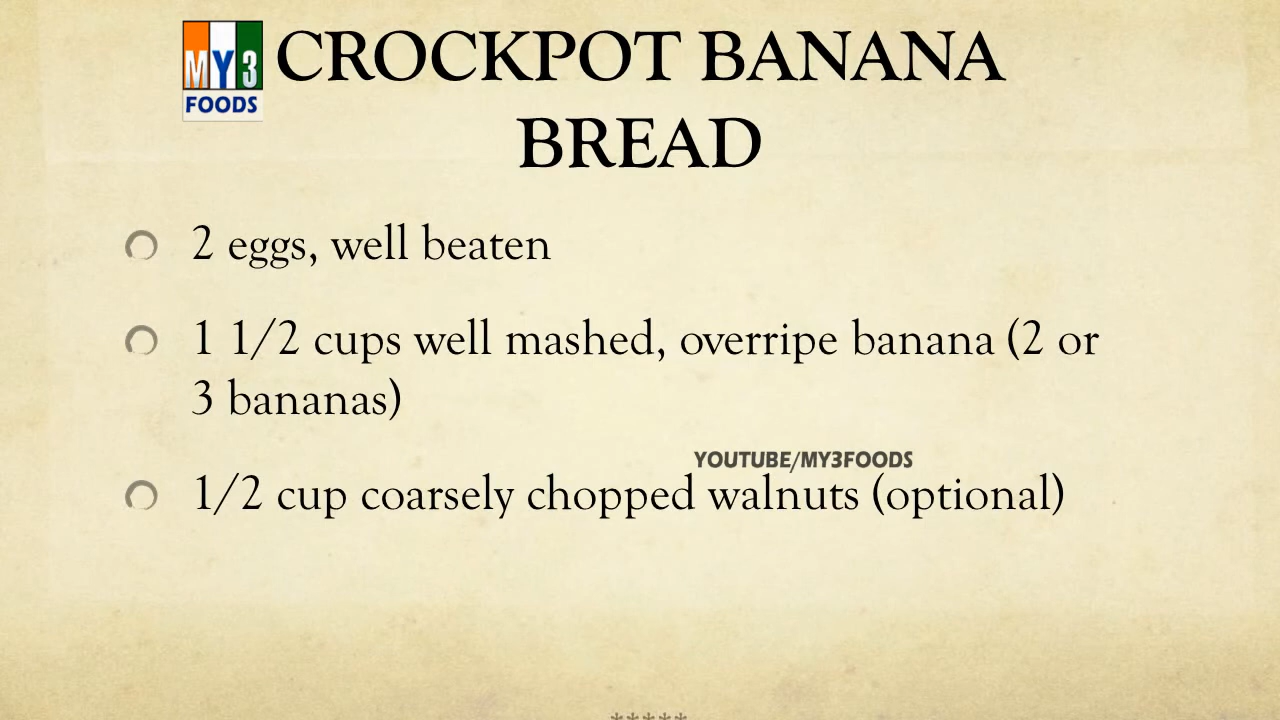 MY3
FOODS
CROCKPOT BANANA
BREAD
2 eggs, well beaten
1 1/2 cups well mashed, overripe banana (2 or
3 bananas)
YOUTUBE/MY3FOODS
1/2 cup coarsely chopped walnuts (optional)
*****